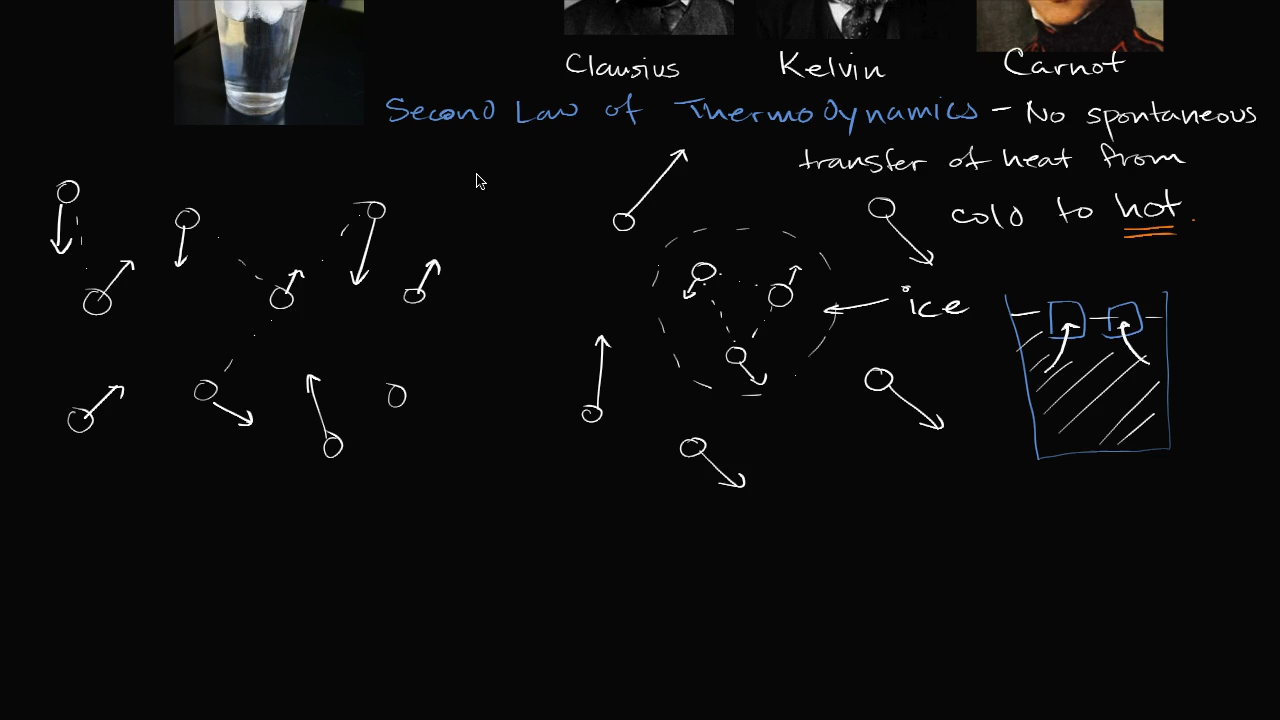 Clausius
Kelvin
Carnot
Second Law of ThermoDynamics - No spontaneous
transfer of heat from
cold to hot.
ice